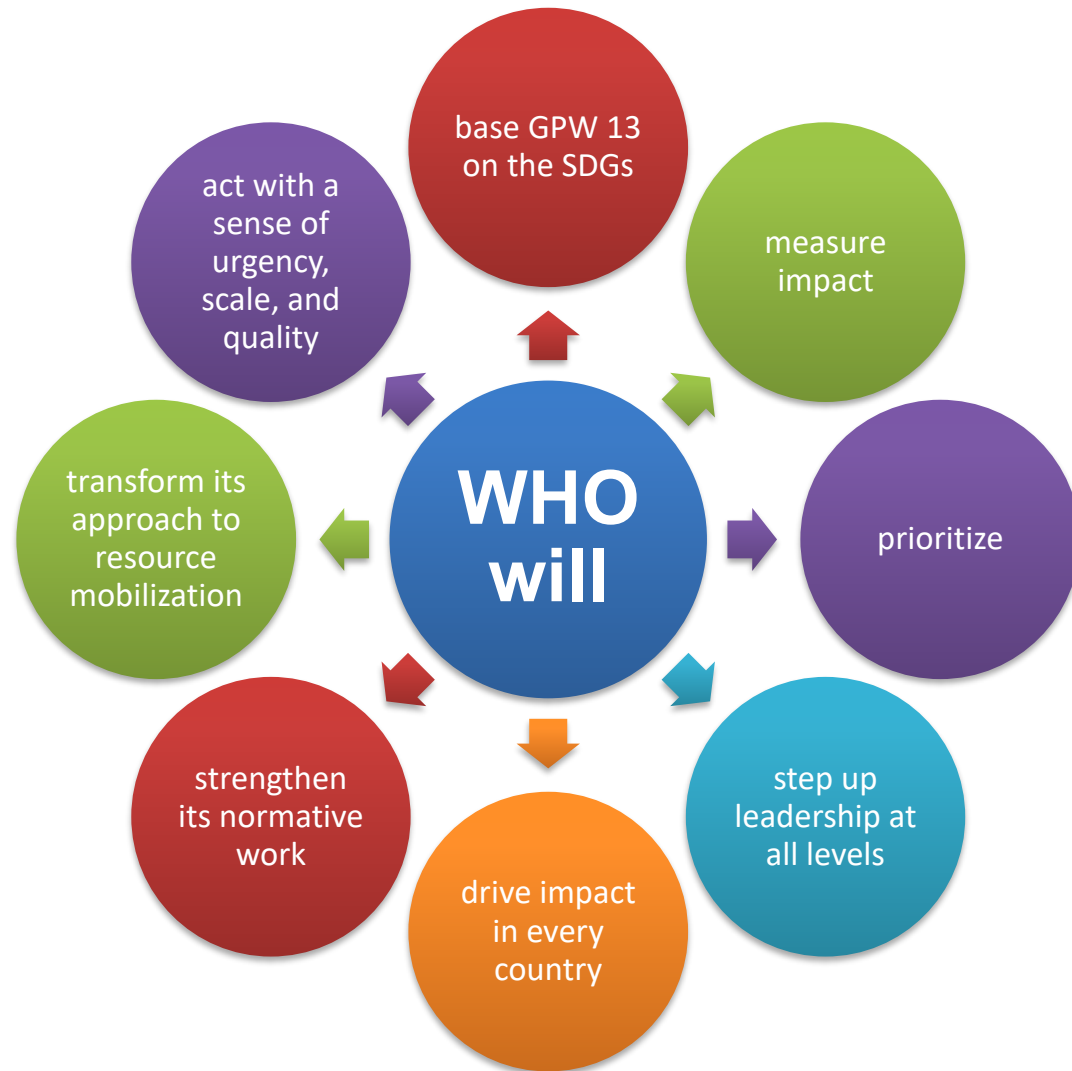 WHO
will
base GPW 13
on the SDGs
measure
impact
prioritize
step up
leadership at
all levels
drive impact
in every
country
strengthen
its normative
work
transform its
approach to
resource
mobilization
act with a
sense of
urgency,
scale, and
quality